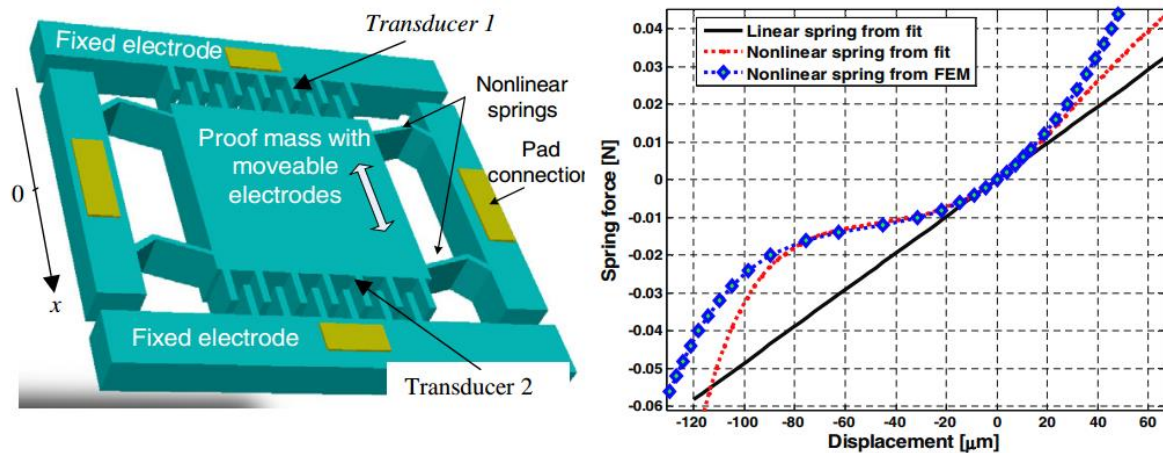 Transducer 1
Fixed electrode
Nonlinear
springs
Proof mass with
moveable
electrodes
Pad
connection
0
x
Fixed electrode
Transducer 2
Linear spring from fit
Nonlinear spring from fit
Nonlinear spring from FEM
Spring force [N]
0.04
0.03
0.02
0.01
0
-0.01
-0.02
-0.03
-0.04
-0.05
-0.06
-120 -100 -80 -60 -40 -20 0 20 40 60
Displacement [μm]